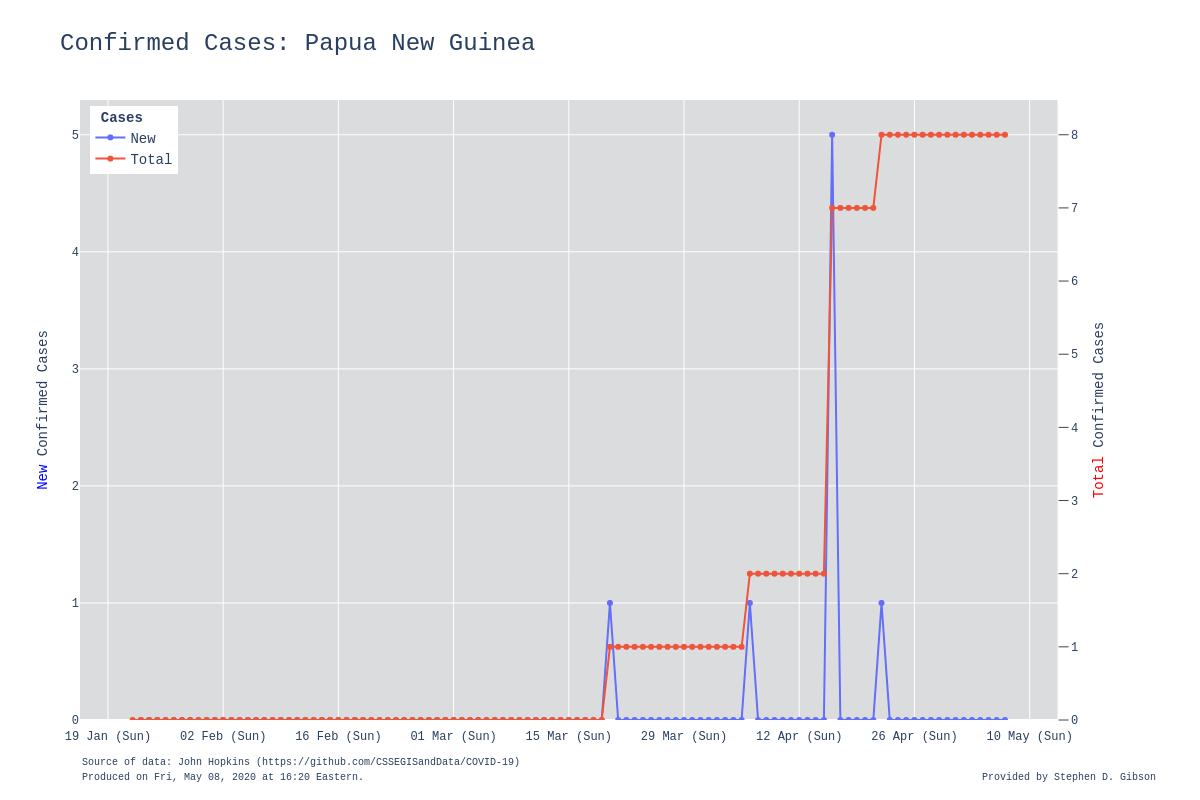 Confirmed Cases: Papua New Guinea
Cases
New
Total
5
4
3
2
1
0
8
7
6
5
4
3
2
1
0
New Confirmed Cases
Total Confirmed Cases
19 Jan (Sun) 02 Feb (Sun) 16 Feb (Sun) 01 Mar (Sun) 15 Mar (Sun) 29 Mar (Sun) 12 Apr (Sun) 26 Apr (Sun) 10 May (Sun)
Source of data: John Hopkins (https://github.com/CSSEGISandData/COVID-19)
Produced on Fri, May 08, 2020 at 16:20 Eastern.
Provided by Stephen D. Gibson